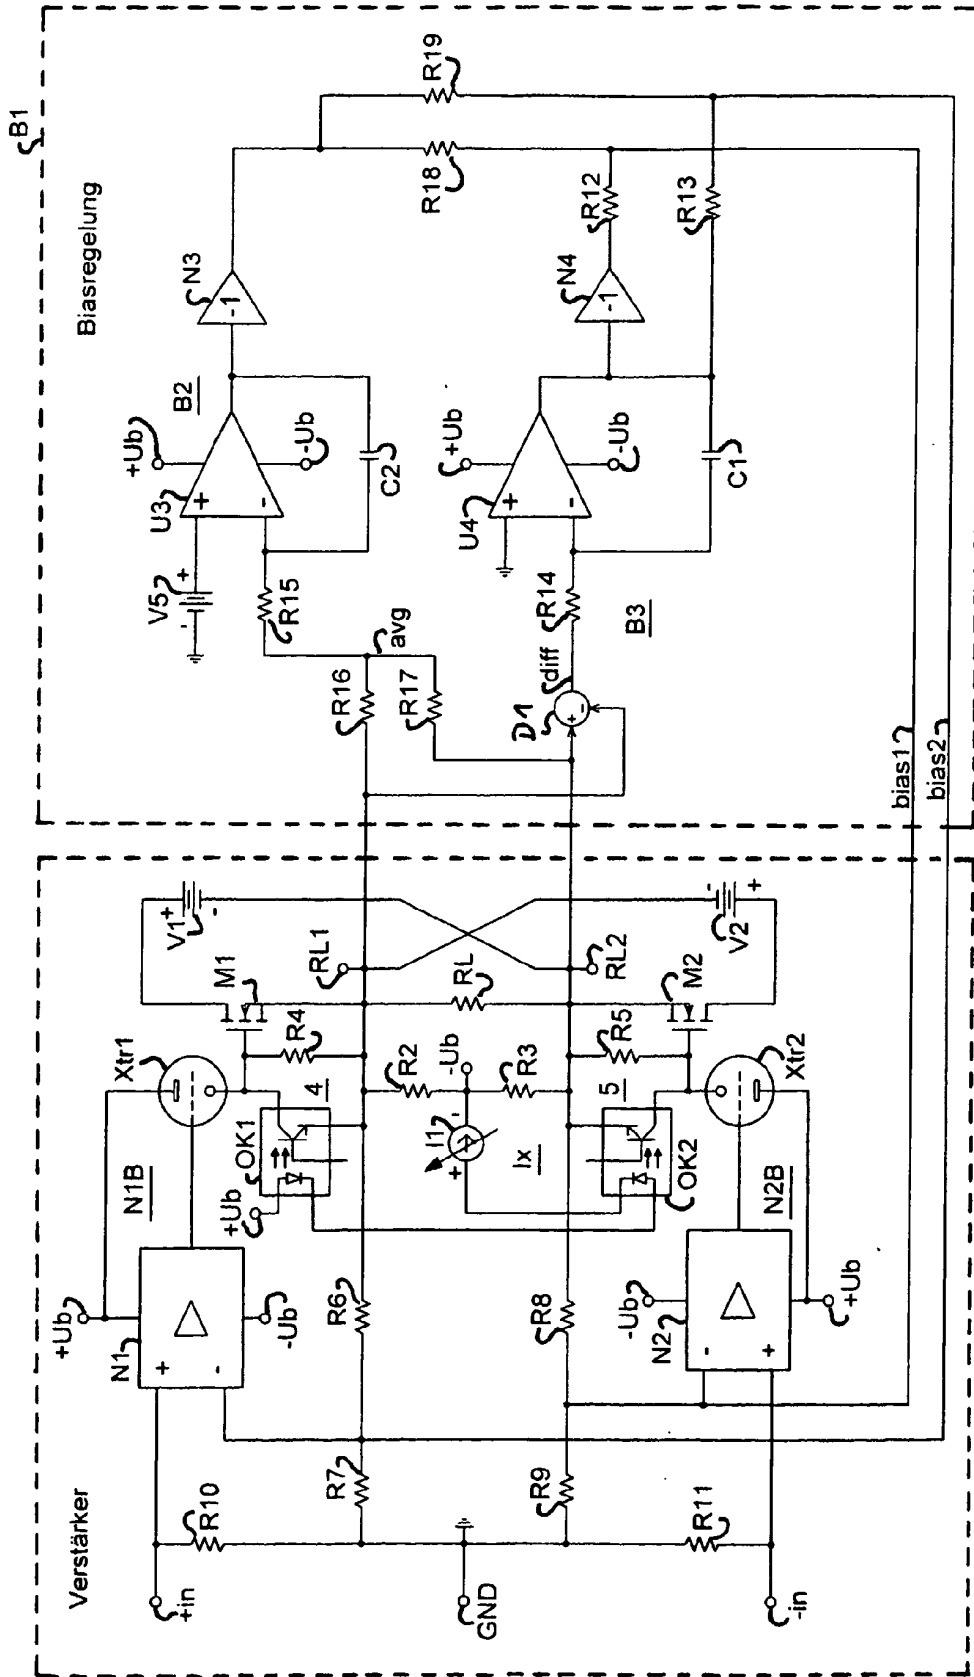 B1
Biasregelung
R19
R18
R12
R13
N3
-1
N4
-1
B2
+Ub
-Ub
U3
+
-
C2
+Ub
-Ub
U4
+
-
C1
V5
+
-
R15
R14
B3
avg
diff
R16
R17
D1
+
-
bias1
bias2
Verstärker
V1
+
-
RL1
RL2
V2
-
+
M1
RL
M2
Xtr1
R4
R5
Xtr2
R2
-Ub
R3
4
5
OK1
I1
-
+
Ix
OK2
N1B
+Ub
N2B
+Ub
N1
+
-
-Ub
R6
R8
-Ub
N2
-
+
+Ub
R7
R9
R10
R11
+in
GND
-in